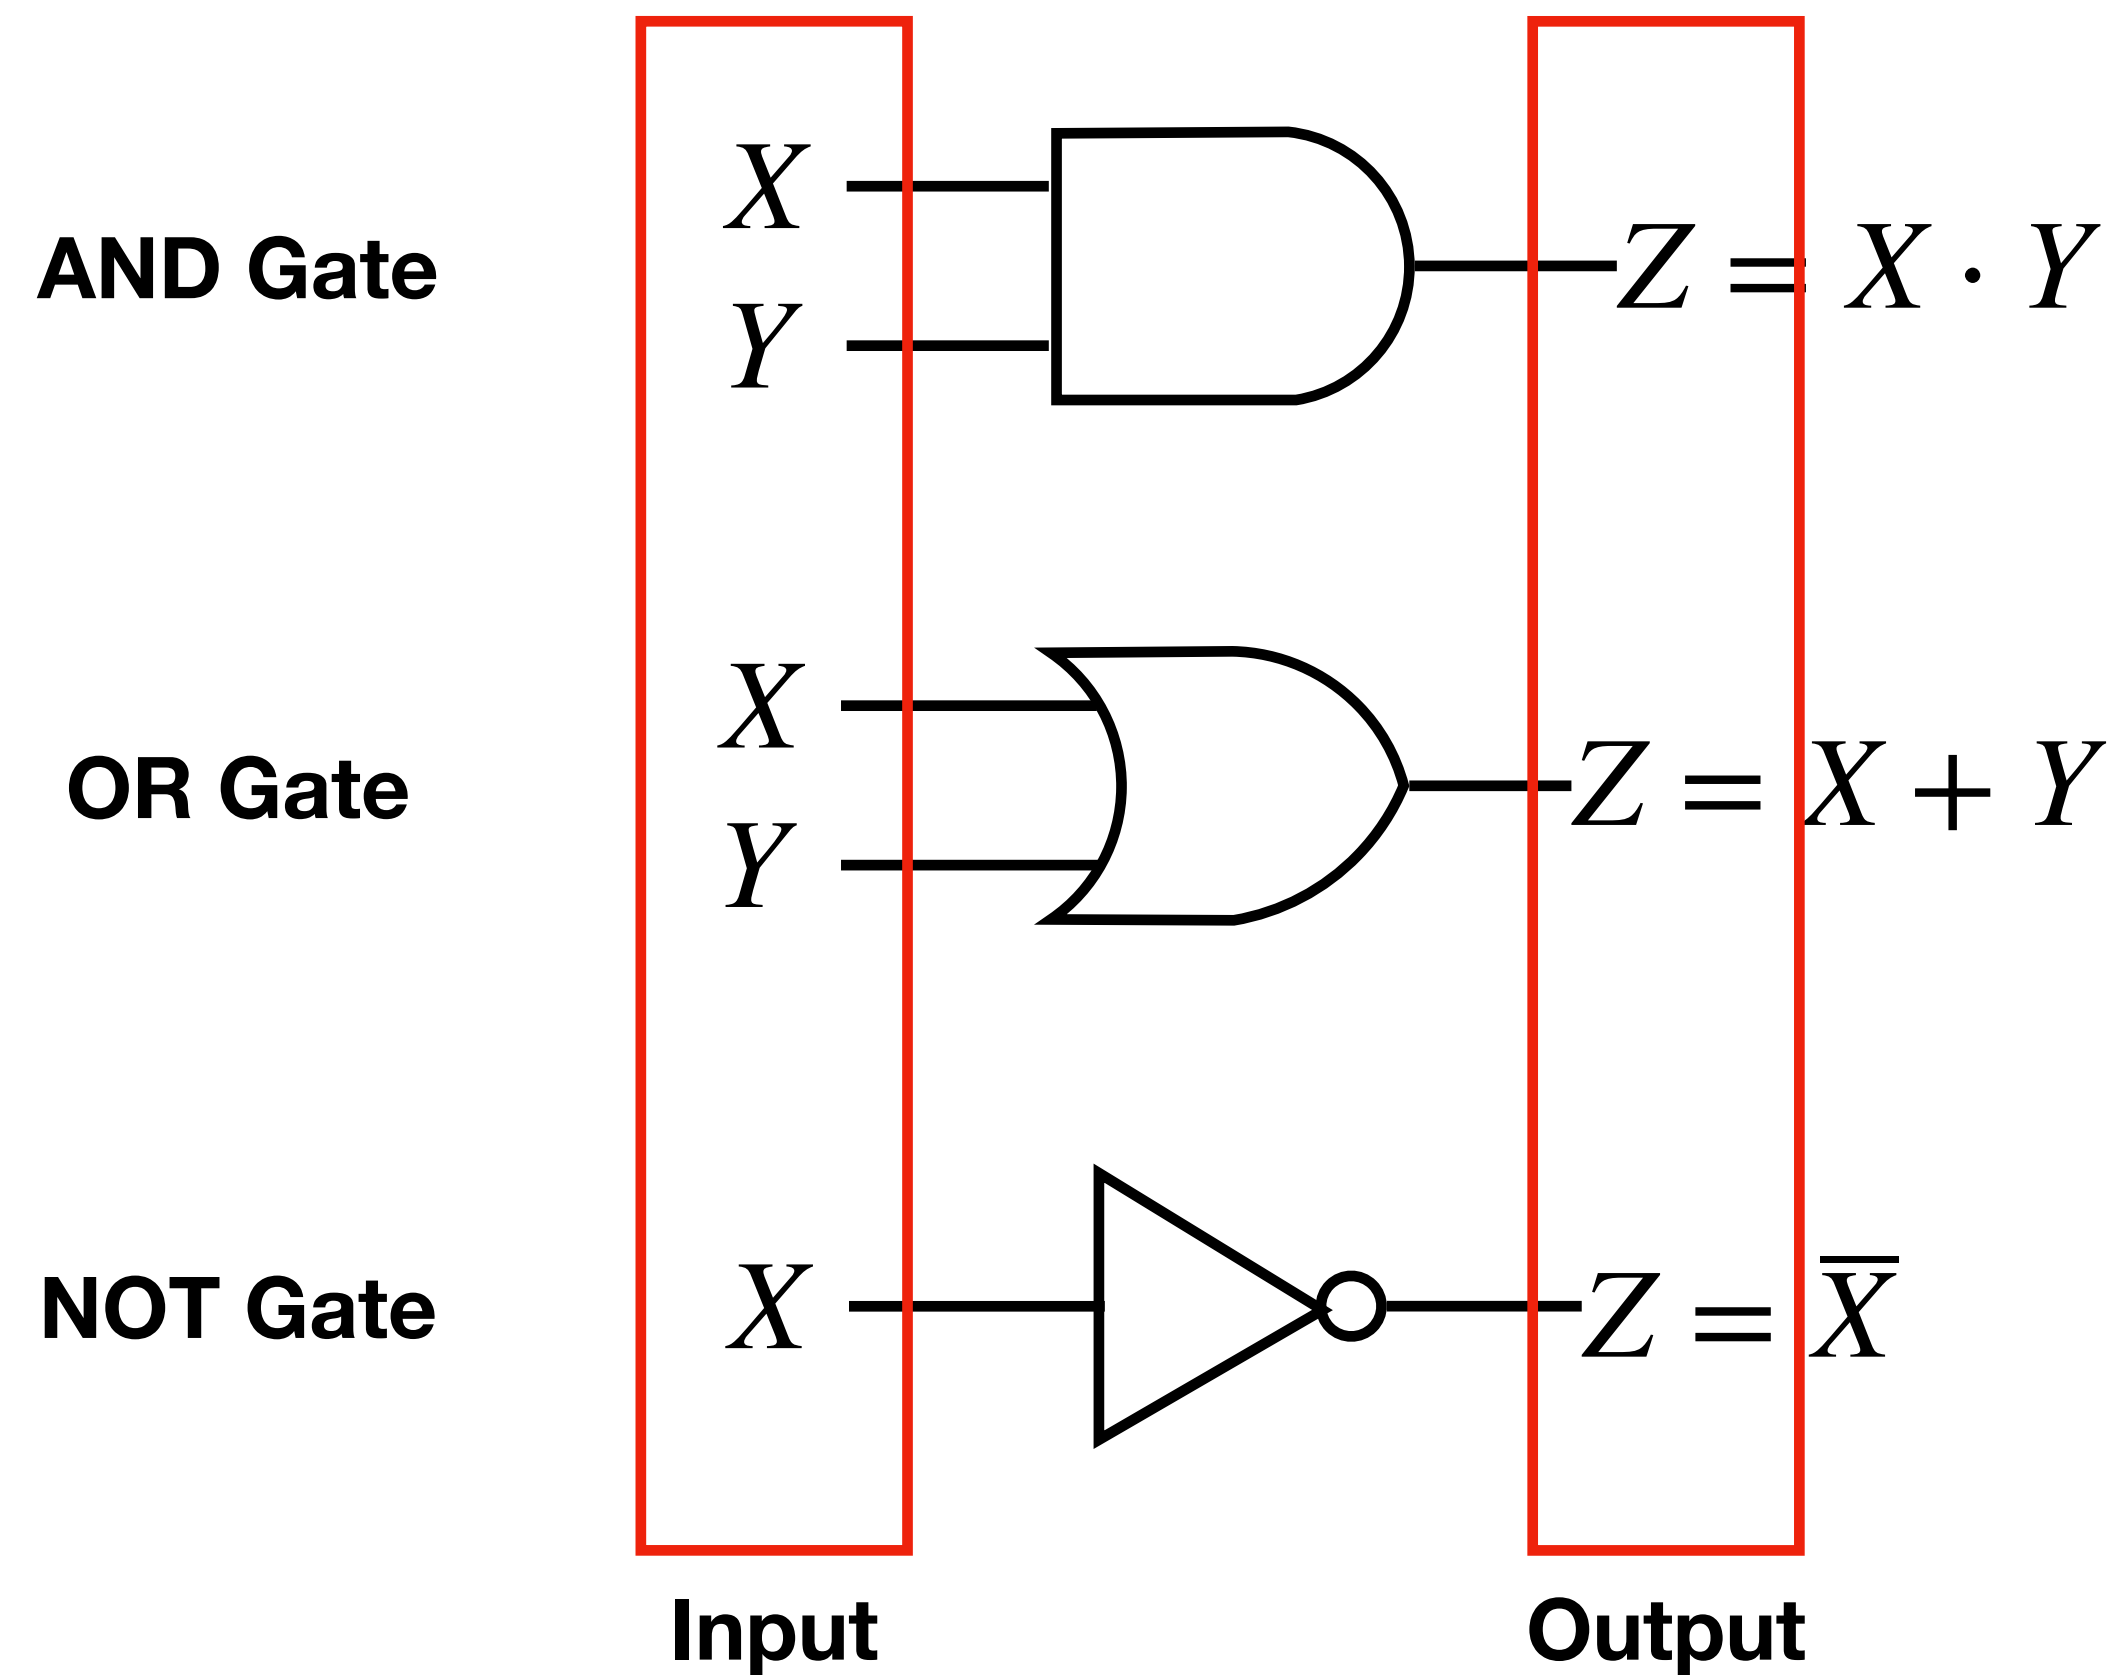 X
AND Gate
Z = X · Y
Y
X
OR Gate
Z = X + Y
Y
NOT Gate
X
Z = X̅
Input
Output